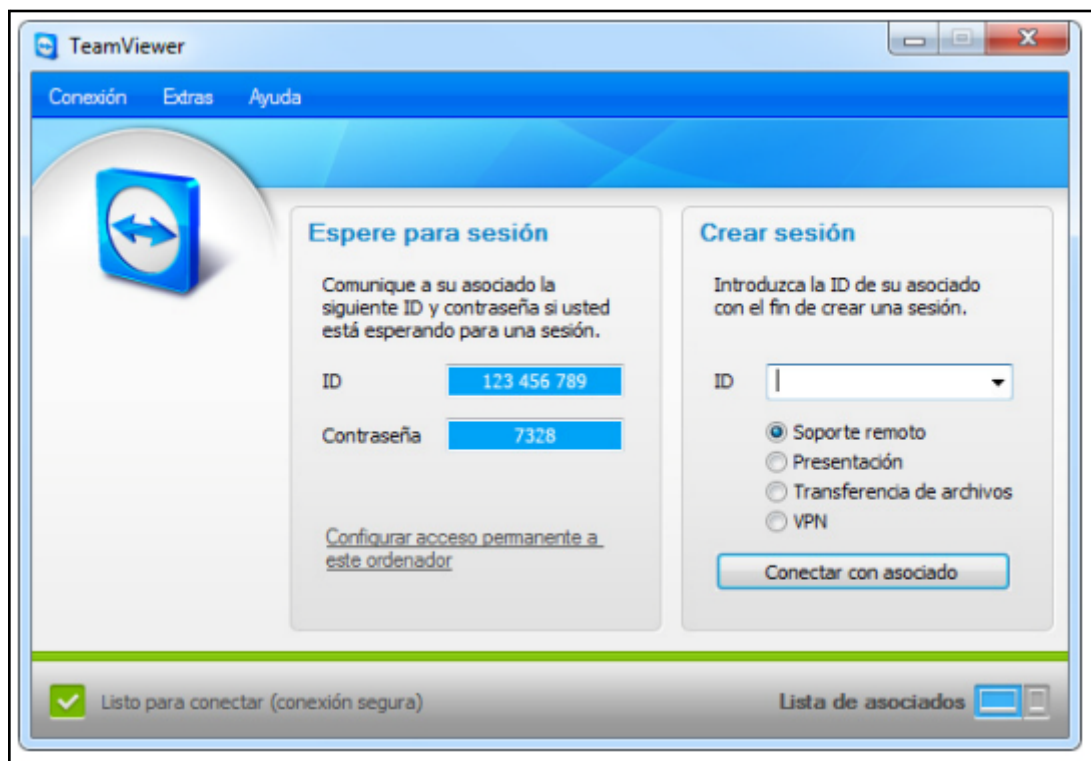 TeamViewer
Conexión Extras Ayuda
Espere para sesión
Comunique a su asociado la
siguiente ID y contraseña si usted
está esperando para una sesión.
ID 123 456 789
Contraseña 7328
Configurar acceso permanente a
este ordenador
Crear sesión
Introduzca la ID de su asociado
con el fin de crear una sesión.
ID
Soporte remoto
Presentación
Transferencia de archivos
VPN
Conectar con asociado
Listo para conectar (conexión segura)
Lista de asociados